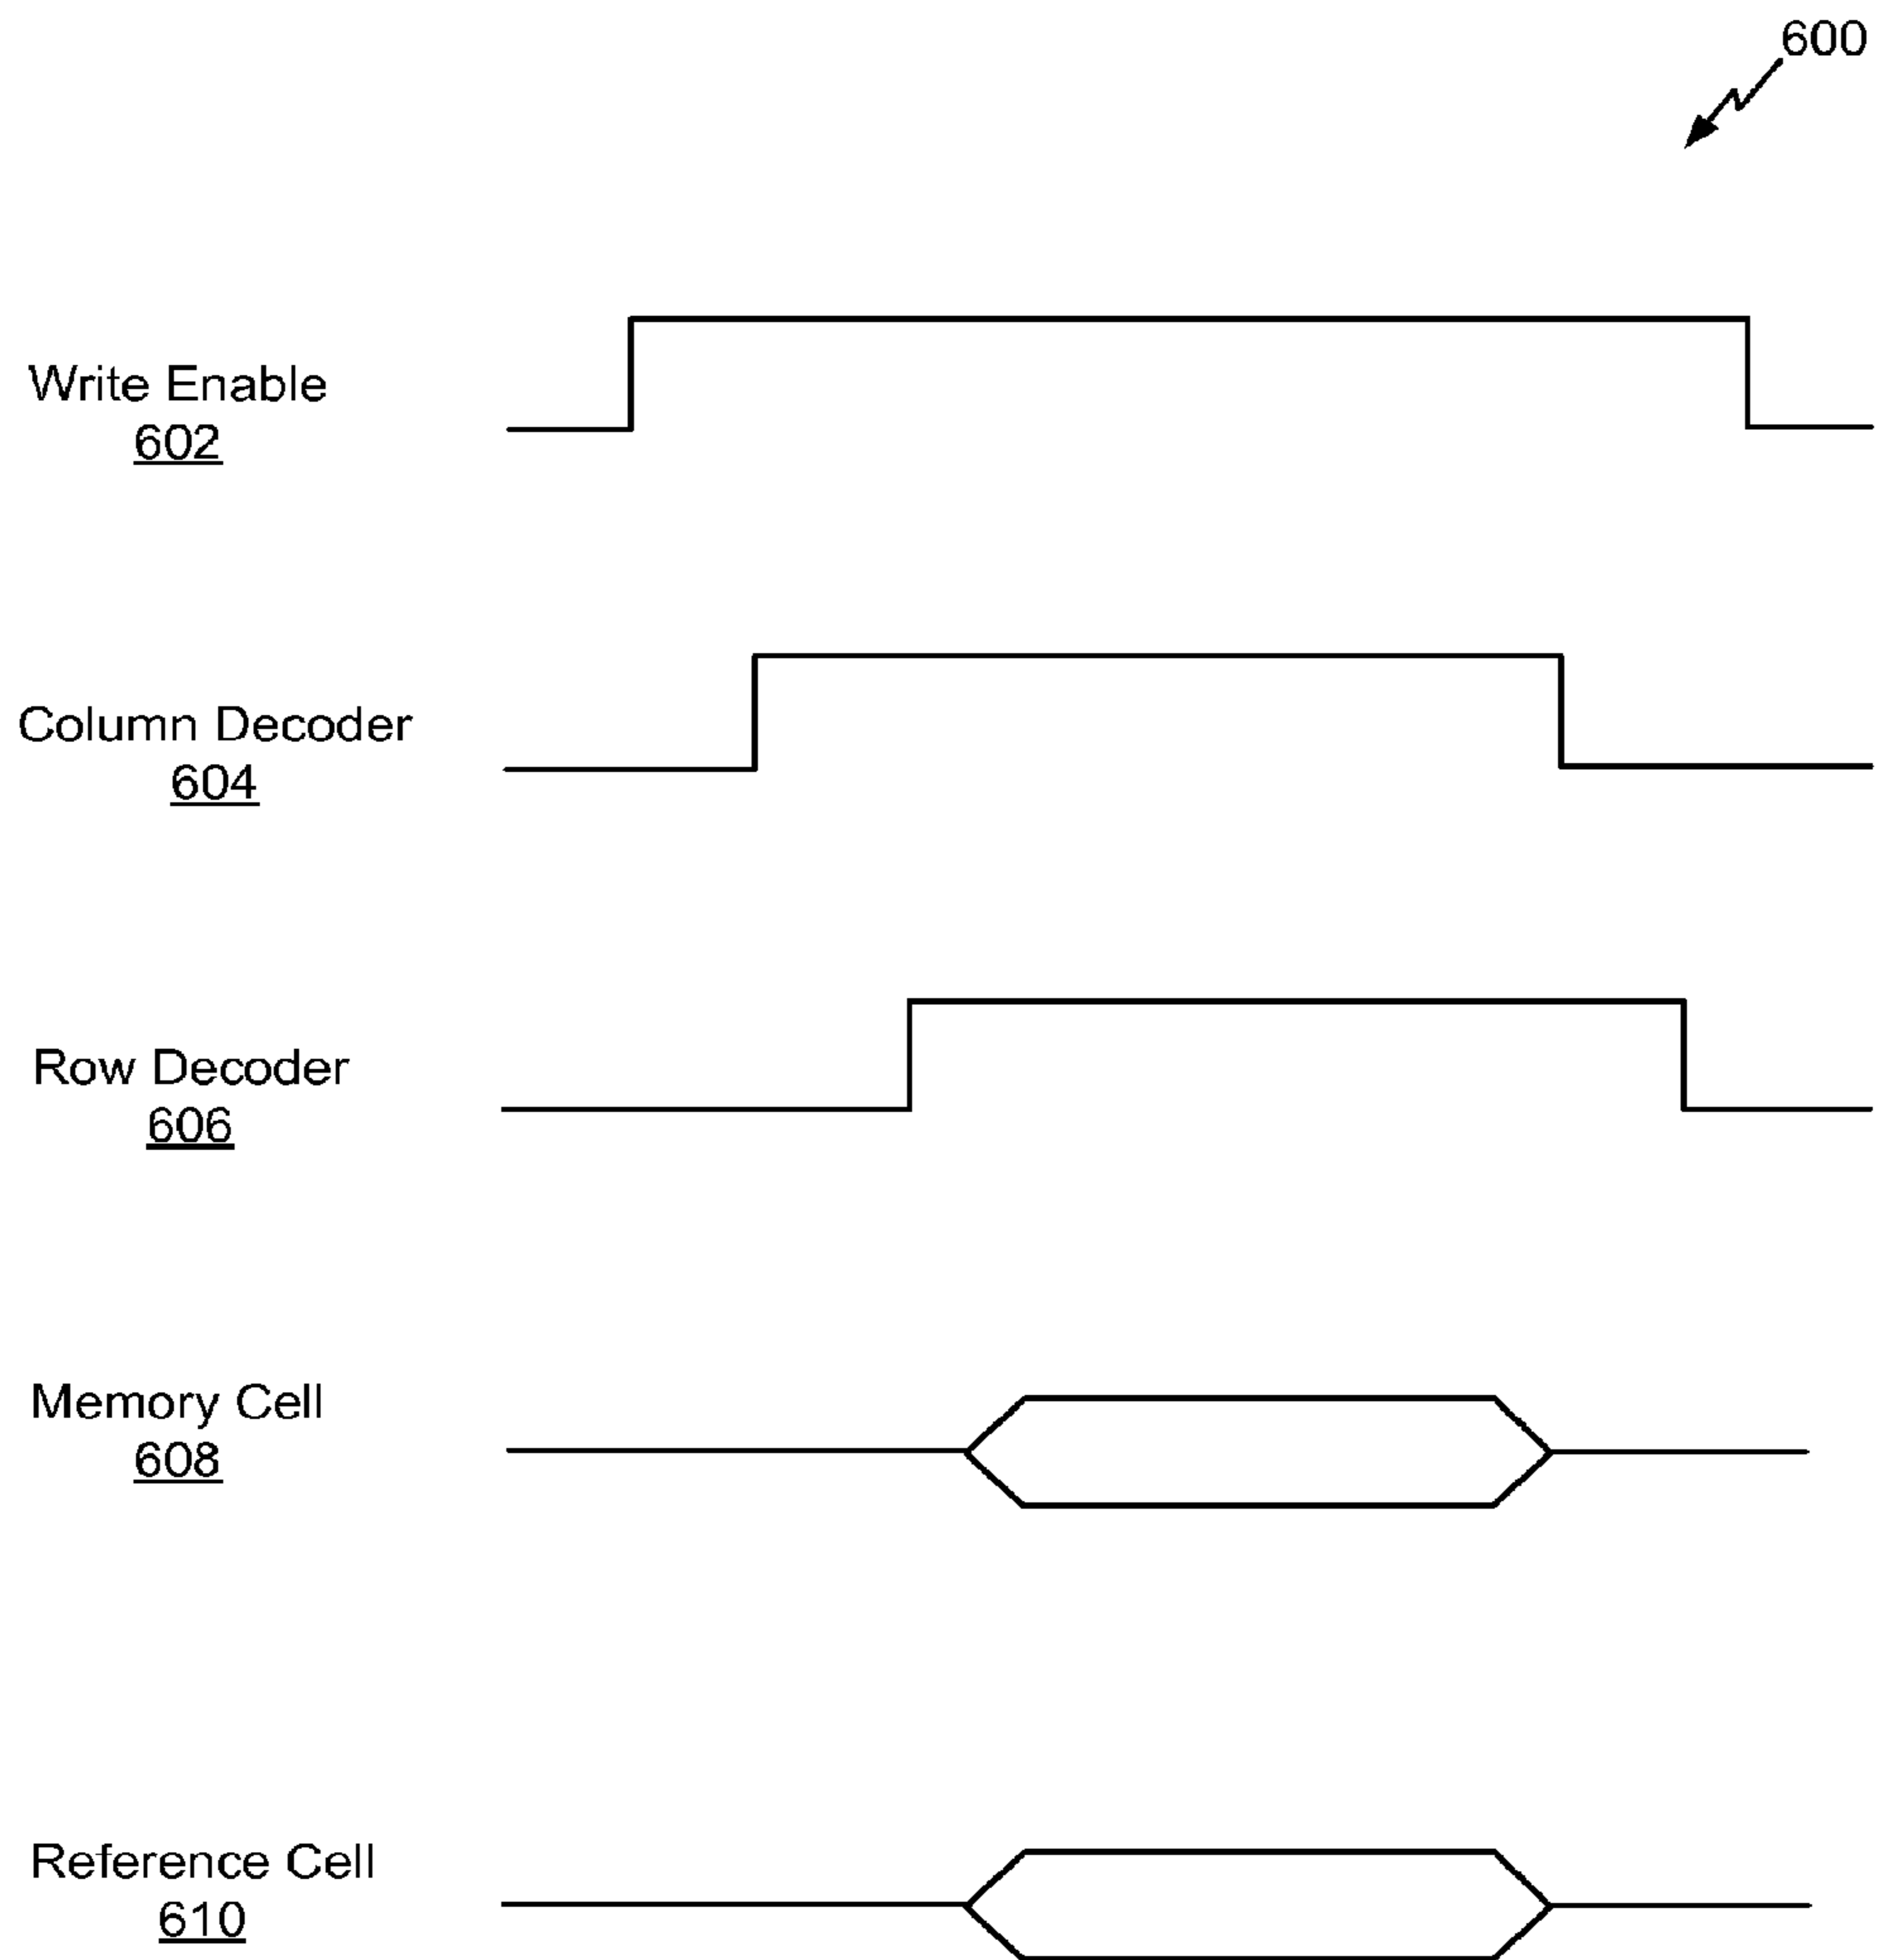 600
Write Enable
602
Column Decoder
604
Row Decoder
606
Memory Cell
608
Reference Cell
610